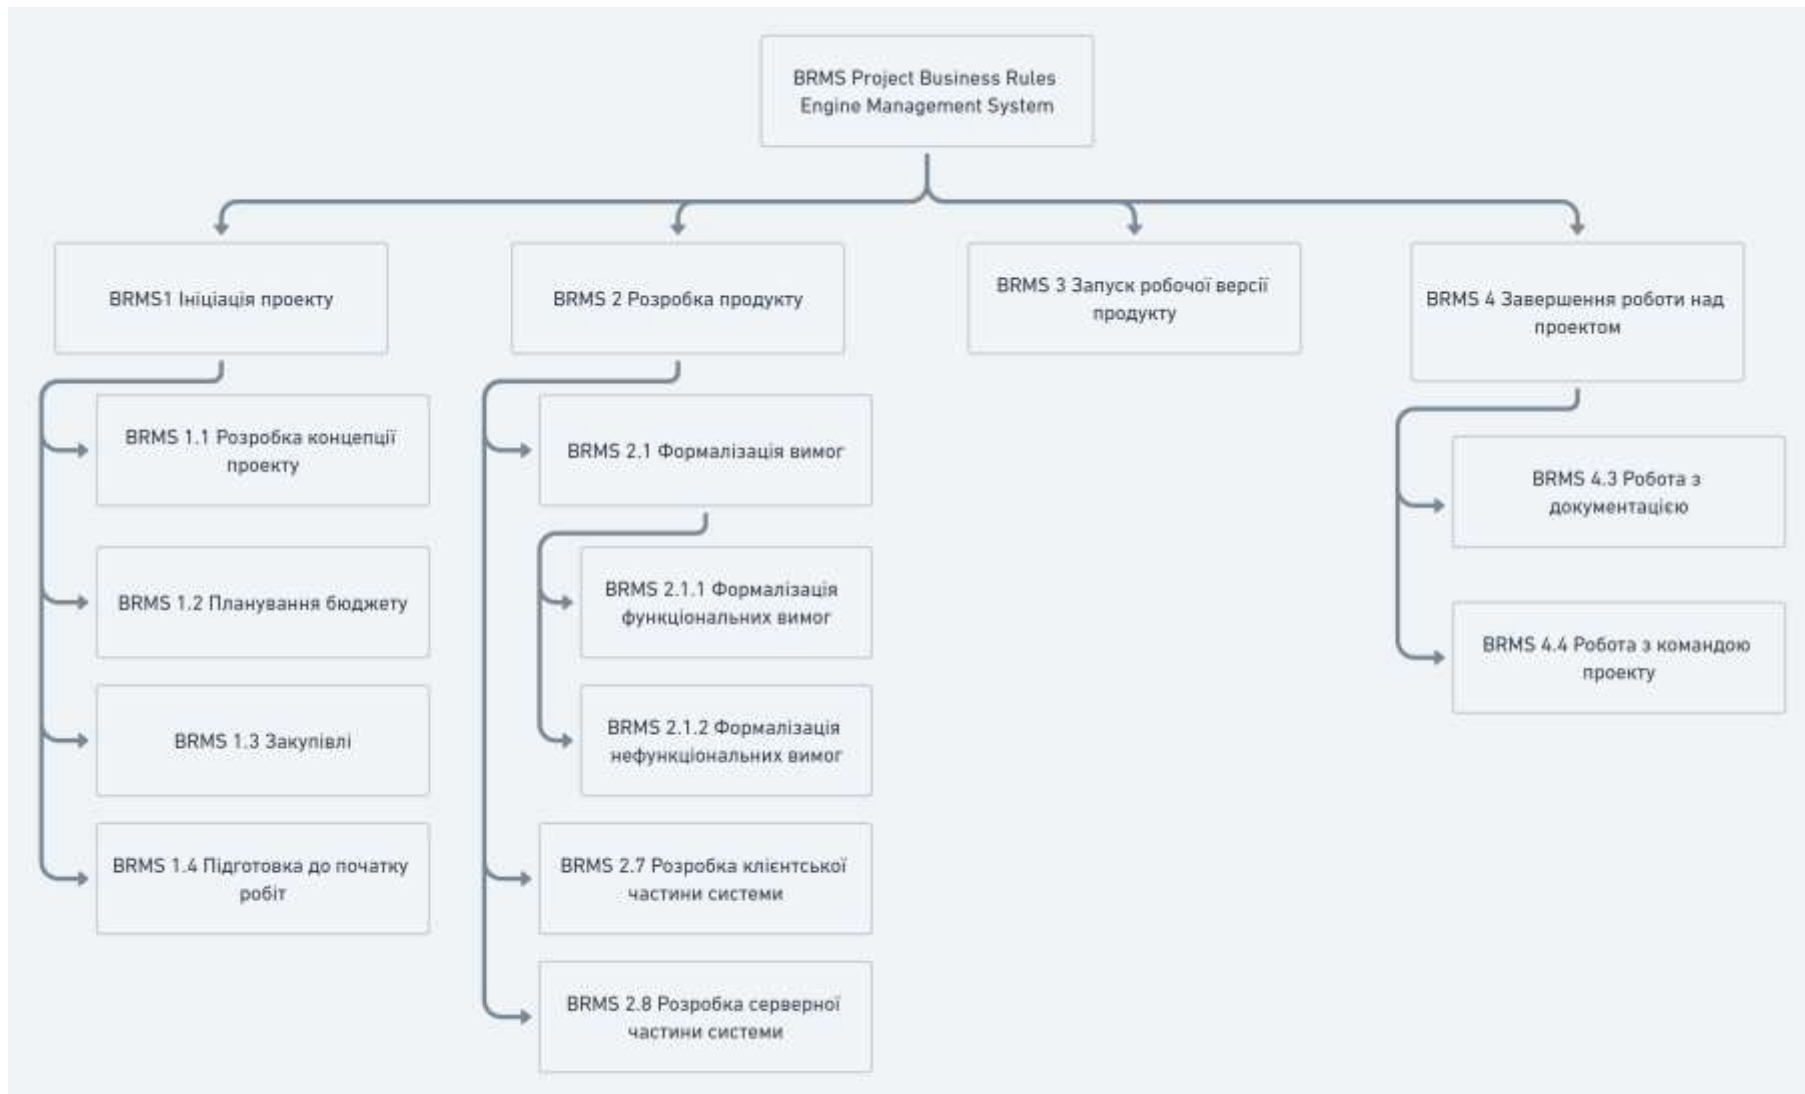 BRMS Project Business Rules
Engine Management System
BRMS1 Ініціація проекту
BRMS 1.1 Розробка концепції
проекту
BRMS 1.2 Планування бюджету
BRMS 1.3 Закупівлі
BRMS 1.4 Підготовка до початку
робіт
BRMS 2 Розробка продукту
BRMS 2.1 Формалізація вимог
BRMS 2.1.1 Формалізація
функціональних вимог
BRMS 2.1.2 Формалізація
нефункціональних вимог
BRMS 2.7 Розробка клієнтської
частини системи
BRMS 2.8 Розробка серверної
частини системи
BRMS 3 Запуск робочої версії
продукту
BRMS 4 Завершення роботи над
проектом
BRMS 4.3 Робота з
документацією
BRMS 4.4 Робота з командою
проекту